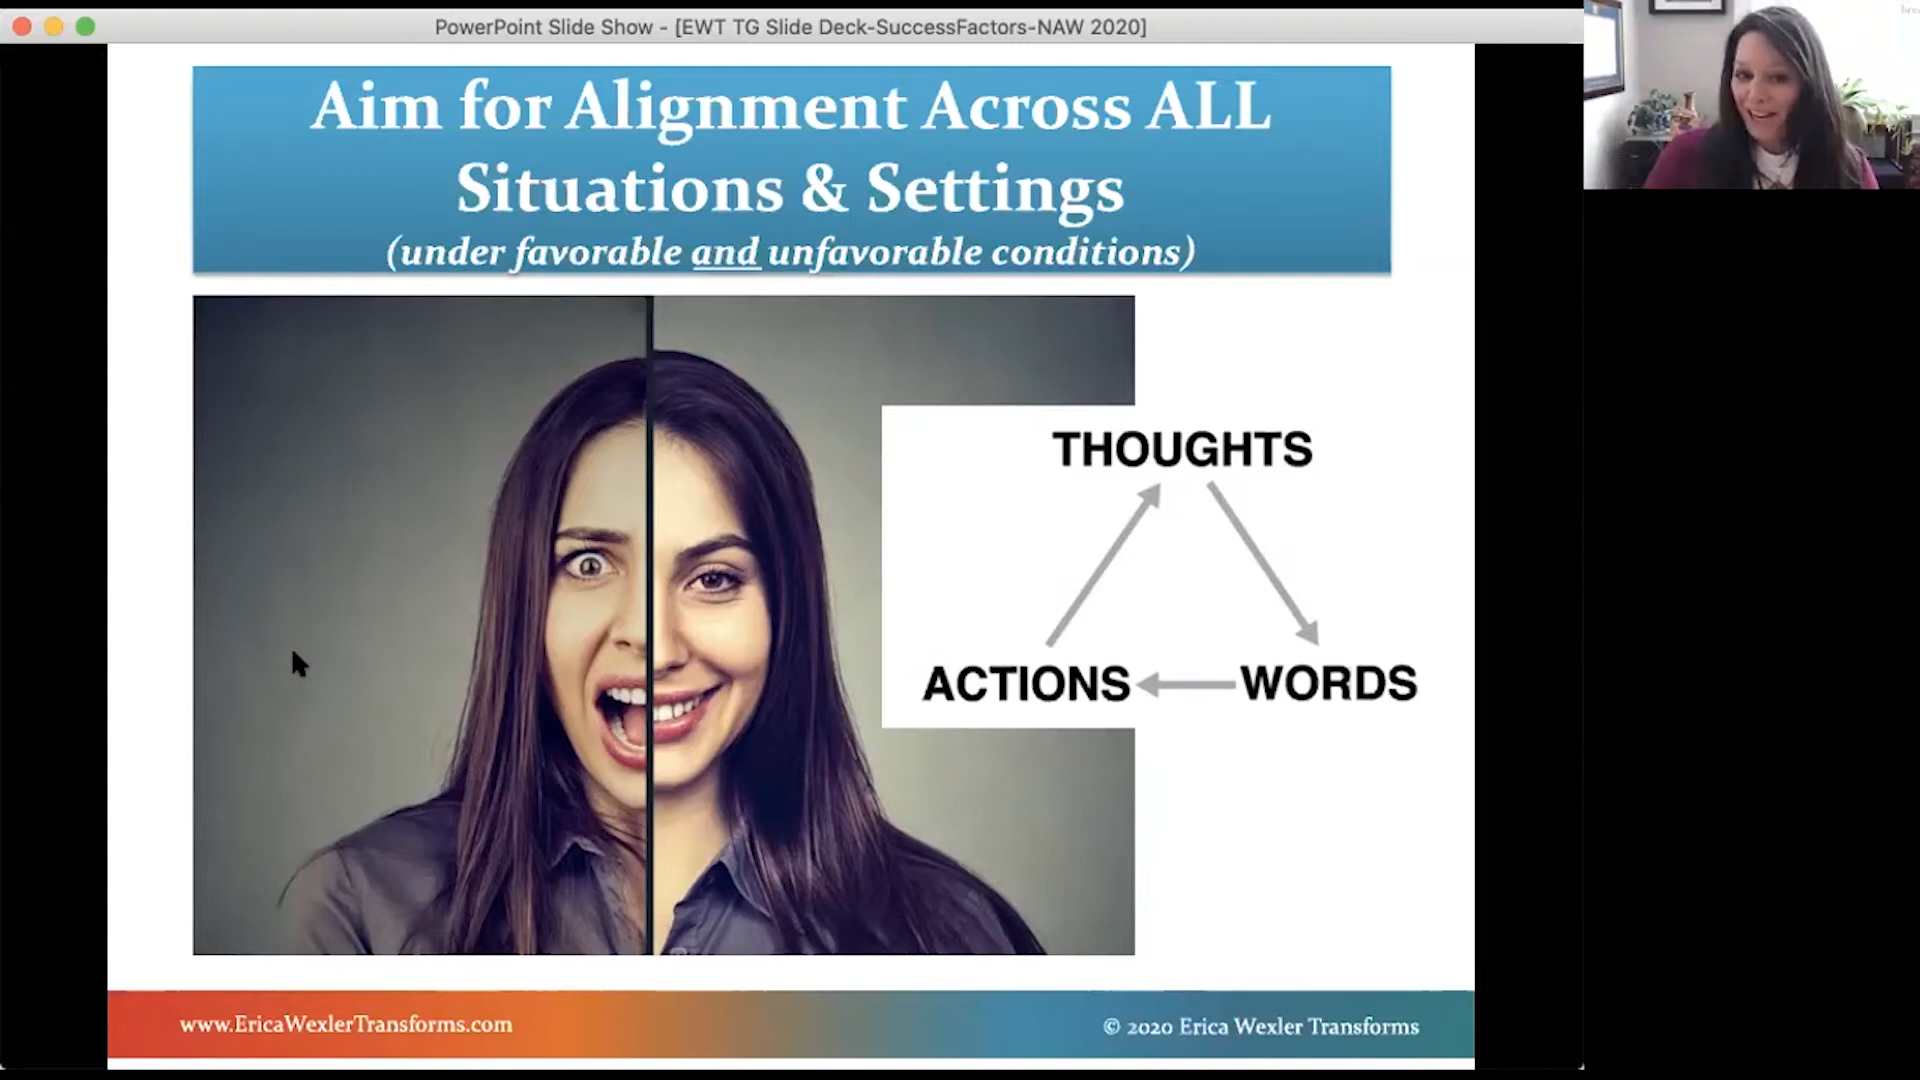 PowerPoint Slide Show - [EWT TG Slide Deck-SuccessFactors-NAW 2020]
Aim for Alignment Across ALL
Situations & Settings
(under favorable and unfavorable conditions)
THOUGHTS
ACTIONS
WORDS
www.EricaWexlerTransforms.com
© 2020 Erica Wexler Transforms